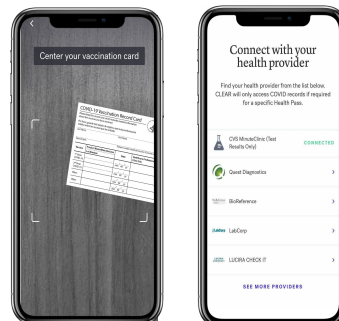 Center your vaccination card
COVID-19 Vaccination Record Card
Connect with your
health provider
Find your health provider from the list below.
CLEAR will only access COVID records if required
for a specific Health Pass.
CVS MinuteClinic (Test
Results Only)
CONNECTED
Quest Diagnostics
BioReference
LabCorp
LUCIRA CHECK IT
SEE MORE PROVIDERS